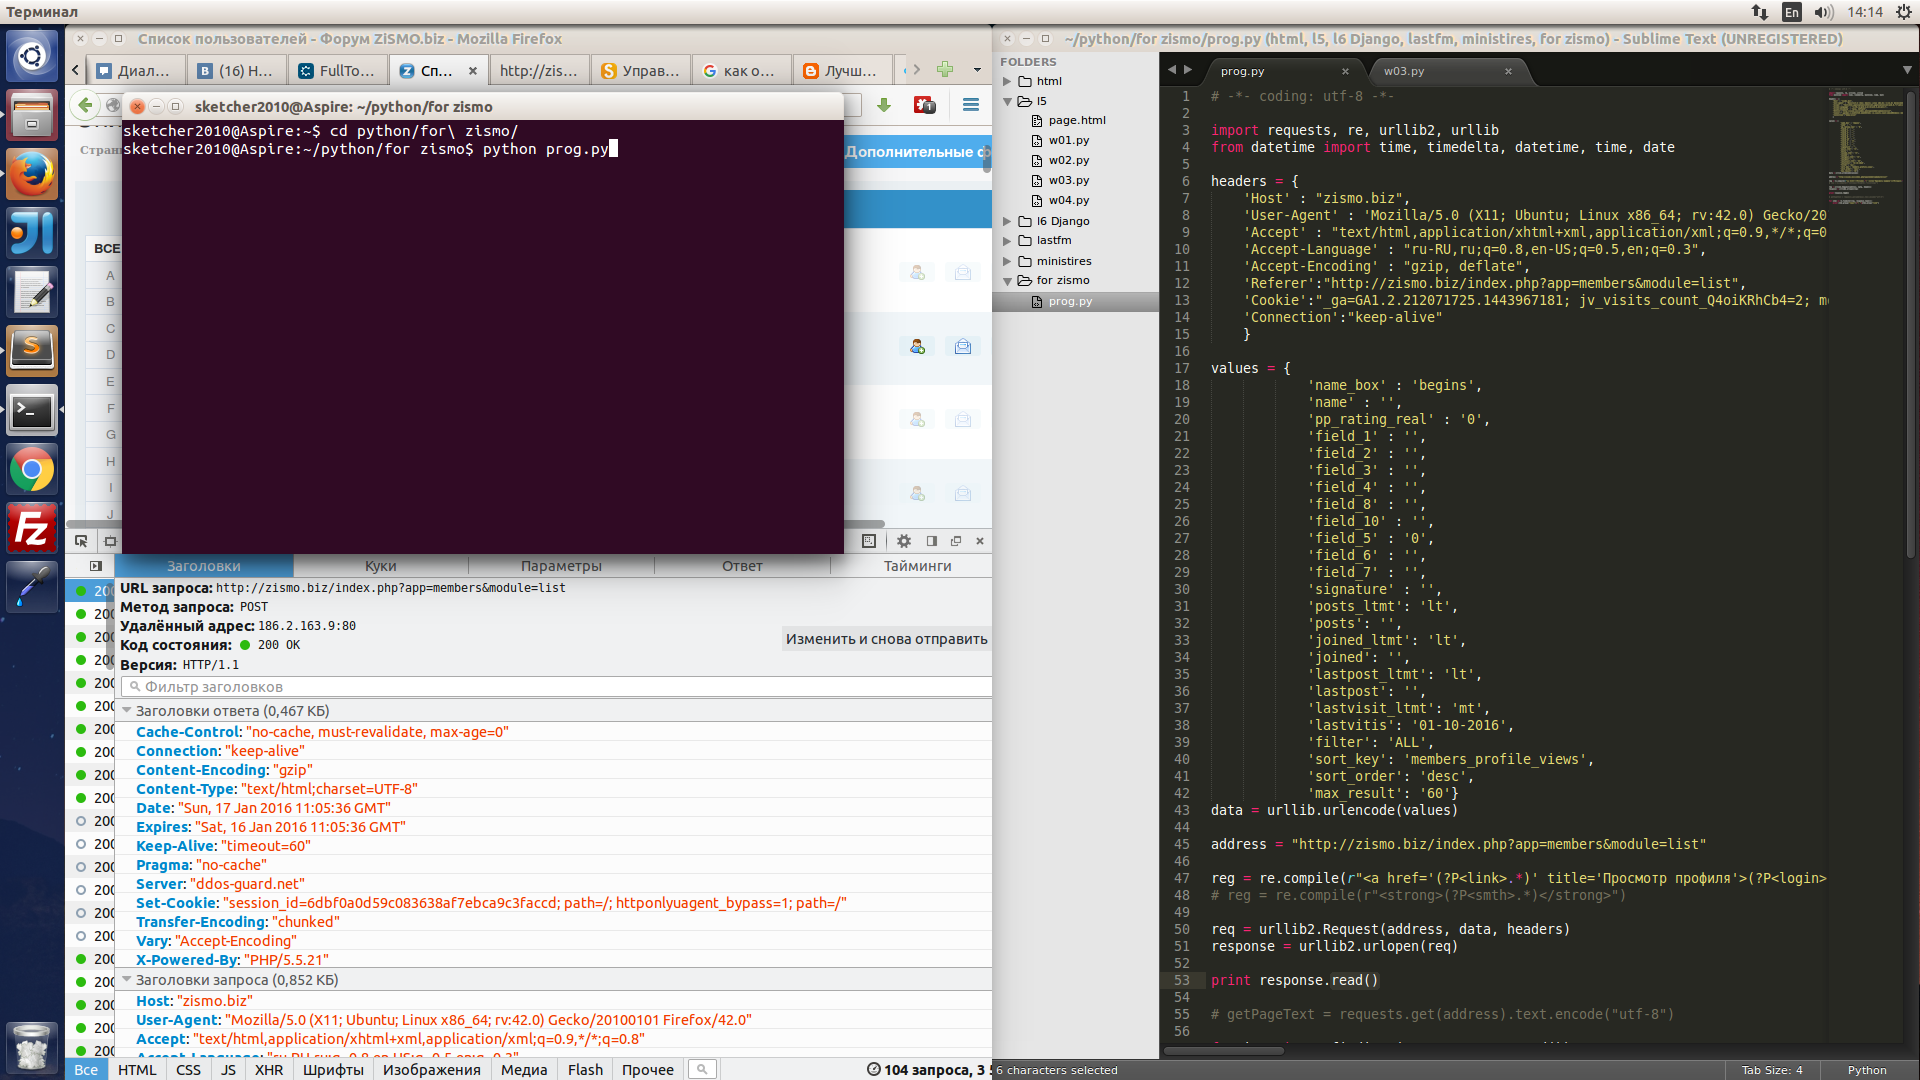 Терминал
En
14:14
Список пользователей - Форум ZiSMO.biz - Mozilla Firefox
Диал...
(16) Н...
FullTo...
Сп...
http://zis...
Управ...
как о...
Лучш...
1
sketcher2010@Aspire: ~/python/for zismo
sketcher2010@Aspire:~$ cd python/for\ zismo/
sketcher2010@Aspire:~/python/for zismo$ python prog.py
Дополнительные ф
ВСЕ
A
B
C
D
E
F
G
H
I
J
Заголовки
Куки
Параметры
Ответ
Тайминги
URL запроса: http://zismo.biz/index.php?app=members&module=list
Метод запроса: POST
Удалённый адрес: 186.2.163.9:80
Код состояния: 200 OK
Версия: HTTP/1.1
Изменить и снова отправить
Фильтр заголовков
Заголовки ответа (0,467 КБ)
Cache-Control: "no-cache, must-revalidate, max-age=0"
Connection: "keep-alive"
Content-Encoding: "gzip"
Content-Type: "text/html;charset=UTF-8"
Date: "Sun, 17 Jan 2016 11:05:36 GMT"
Expires: "Sat, 16 Jan 2016 11:05:36 GMT"
Keep-Alive: "timeout=60"
Pragma: "no-cache"
Server: "ddos-guard.net"
Set-Cookie: "session_id=6dbf0a0d59c083638af7ebca9c3faccd; path=/; httponlyuagent_bypass=1; path=/"
Transfer-Encoding: "chunked"
Vary: "Accept-Encoding"
X-Powered-By: "PHP/5.5.21"
Заголовки запроса (0,852 КБ)
Host: "zismo.biz"
User-Agent: "Mozilla/5.0 (X11; Ubuntu; Linux x86_64; rv:42.0) Gecko/20100101 Firefox/42.0"
Accept: "text/html,application/xhtml+xml,application/xml;q=0.9,*/*;q=0.8"
Все
HTML
CSS
JS
XHR
Шрифты
Изображения
Медиа
Flash
Прочее
104 запроса, 3
~/python/for zismo/prog.py (html, l5, l6 Django, lastfm, ministires, for zismo) - Sublime Text (UNREGISTERED)
FOLDERS
html
l5
page.html
w01.py
w02.py
w03.py
w04.py
l6 Django
lastfm
ministires
for zismo
prog.py
prog.py
w03.py
1 # -*- coding: utf-8 -*-
2
3 import requests, re, urllib2, urllib
4 from datetime import time, timedelta, datetime, time, date
5
6 headers = {
7 'Host' : "zismo.biz",
8 'User-Agent' : 'Mozilla/5.0 (X11; Ubuntu; Linux x86_64; rv:42.0) Gecko/20
9 'Accept' : "text/html,application/xhtml+xml,application/xml;q=0.9,*/*;q=0
10 'Accept-Language' : "ru-RU,ru;q=0.8,en-US;q=0.5,en;q=0.3",
11 'Accept-Encoding' : "gzip, deflate",
12 'Referer':"http://zismo.biz/index.php?app=members&module=list",
13 'Cookie':"_ga=GA1.2.212071725.1443967181; jv_visits_count_Q4oiKRhCb4=2; m
14 'Connection':"keep-alive"
15 }
16
17 values = {
18 'name_box' : 'begins',
19 'name' : '',
20 'pp_rating_real' : '0',
21 'field_1' : '',
22 'field_2' : '',
23 'field_3' : '',
24 'field_4' : '',
25 'field_8' : '',
26 'field_10' : '',
27 'field_5' : '0',
28 'field_6' : '',
29 'field_7' : '',
30 'signature' : '',
31 'posts_ltmt': 'lt',
32 'posts': '',
33 'joined_ltmt': 'lt',
34 'joined': '',
35 'lastpost_ltmt': 'lt',
36 'lastpost': '',
37 'lastvisit_ltmt': 'mt',
38 'lastvitis': '01-10-2016',
39 'filter': 'ALL',
40 'sort_key': 'members_profile_views',
41 'sort_order': 'desc',
42 'max_result': '60'}
43 data = urllib.urlencode(values)
44
45 address = "http://zismo.biz/index.php?app=members&module=list"
46
47 reg = re.compile(r"<a href='(?P<link>.*)' title='Просмотр профиля'>(?P<login>
48 # reg = re.compile(r"<strong>(?P<smth>.*)</strong>")
49
50 req = urllib2.Request(address, data, headers)
51 response = urllib2.urlopen(req)
52
53 print response.read()
54
55 # getPageText = requests.get(address).text.encode("utf-8")
56
6 characters selected
Tab Size: 4
Python